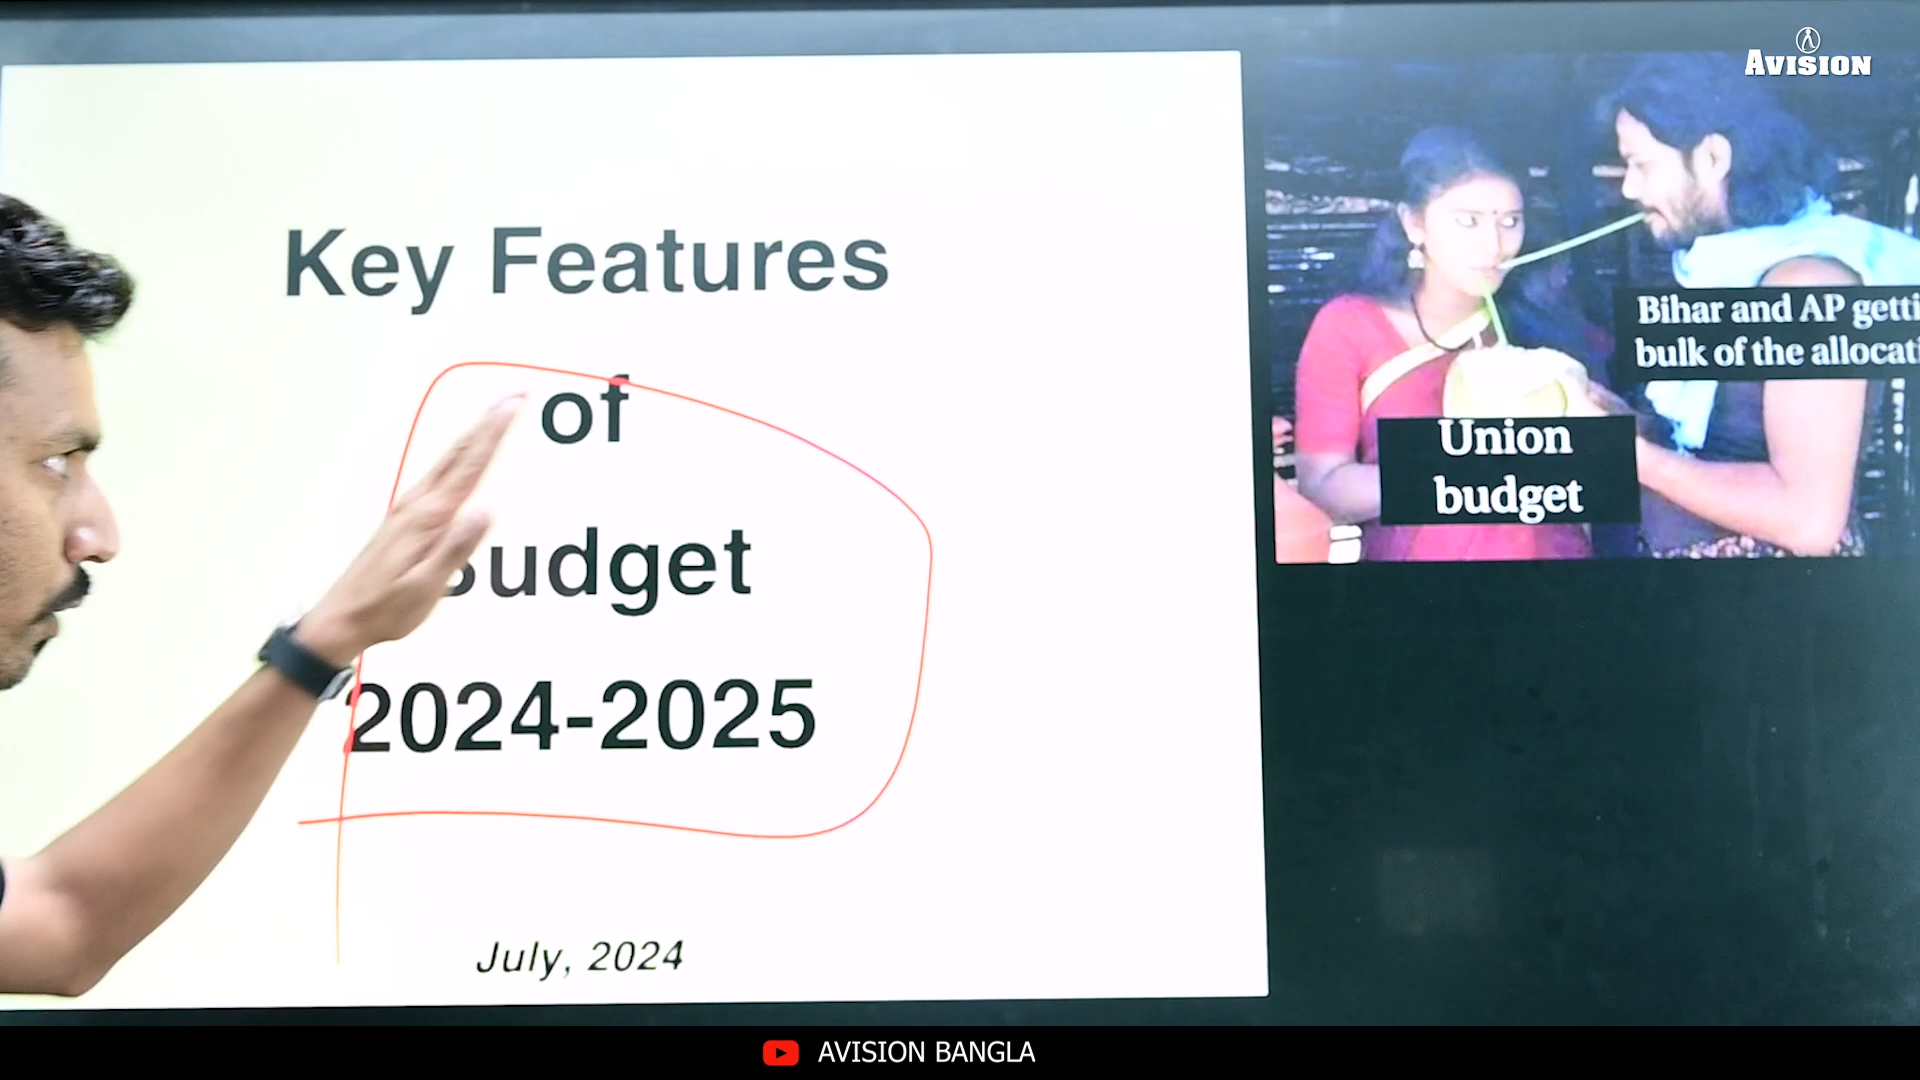 Key Features
of
Budget
2024-2025
July, 2024
AVISION
Bihar and AP getti
bulk of the allocati
Union
budget
AVISION BANGLA